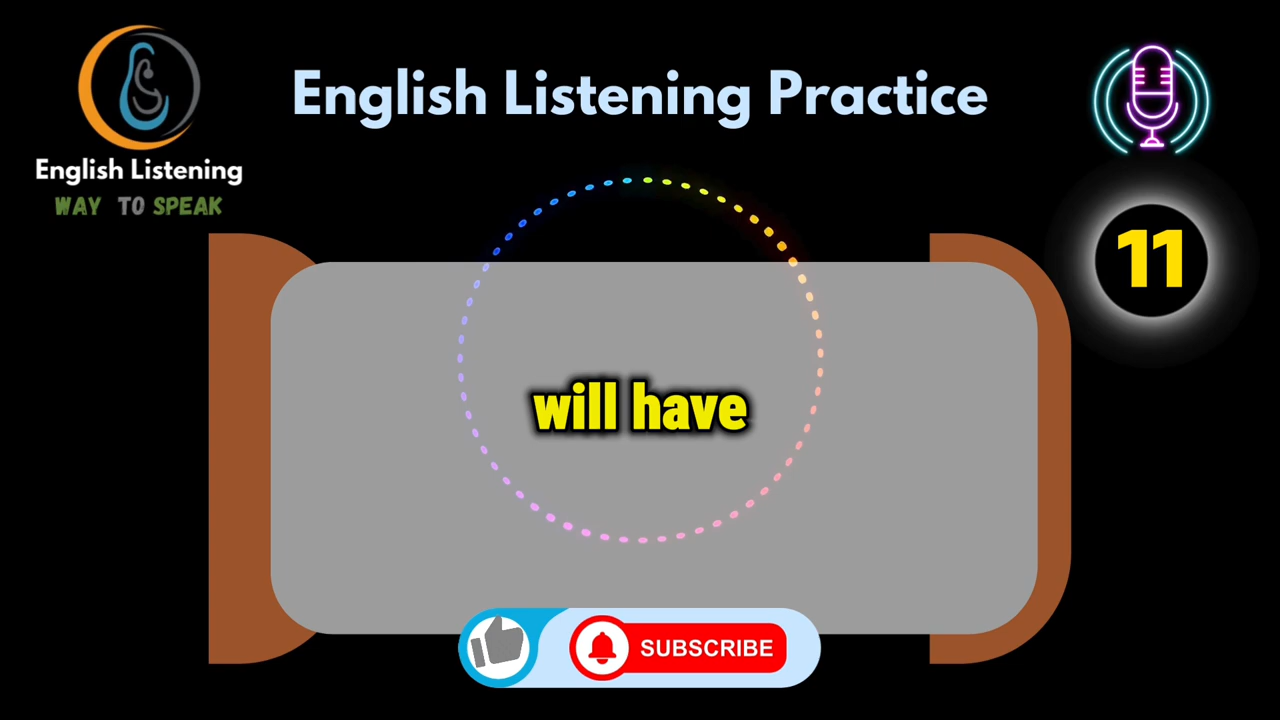 English Listening Practice
English Listening
WAY TO SPEAK
11
will have
SUBSCRIBE